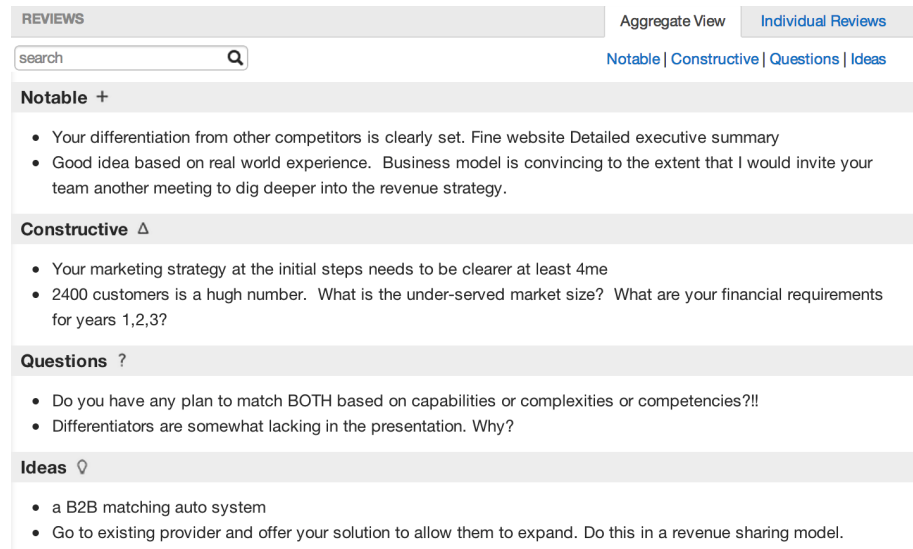 REVIEWS
Aggregate View
Individual Reviews
search
Notable | Constructive | Questions | Ideas
Notable +
• Your differentiation from other competitors is clearly set. Fine website Detailed executive summary
• Good idea based on real world experience.  Business model is convincing to the extent that I would invite your
team another meeting to dig deeper into the revenue strategy.
Constructive Δ
• Your marketing strategy at the initial steps needs to be clearer at least 4me
• 2400 customers is a hugh number.  What is the under-served market size?  What are your financial requirements
for years 1,2,3?
Questions ?
• Do you have any plan to match BOTH based on capabilities or complexities or competencies?!!
• Differentiators are somewhat lacking in the presentation. Why?
Ideas
• a B2B matching auto system
• Go to existing provider and offer your solution to allow them to expand. Do this in a revenue sharing model.